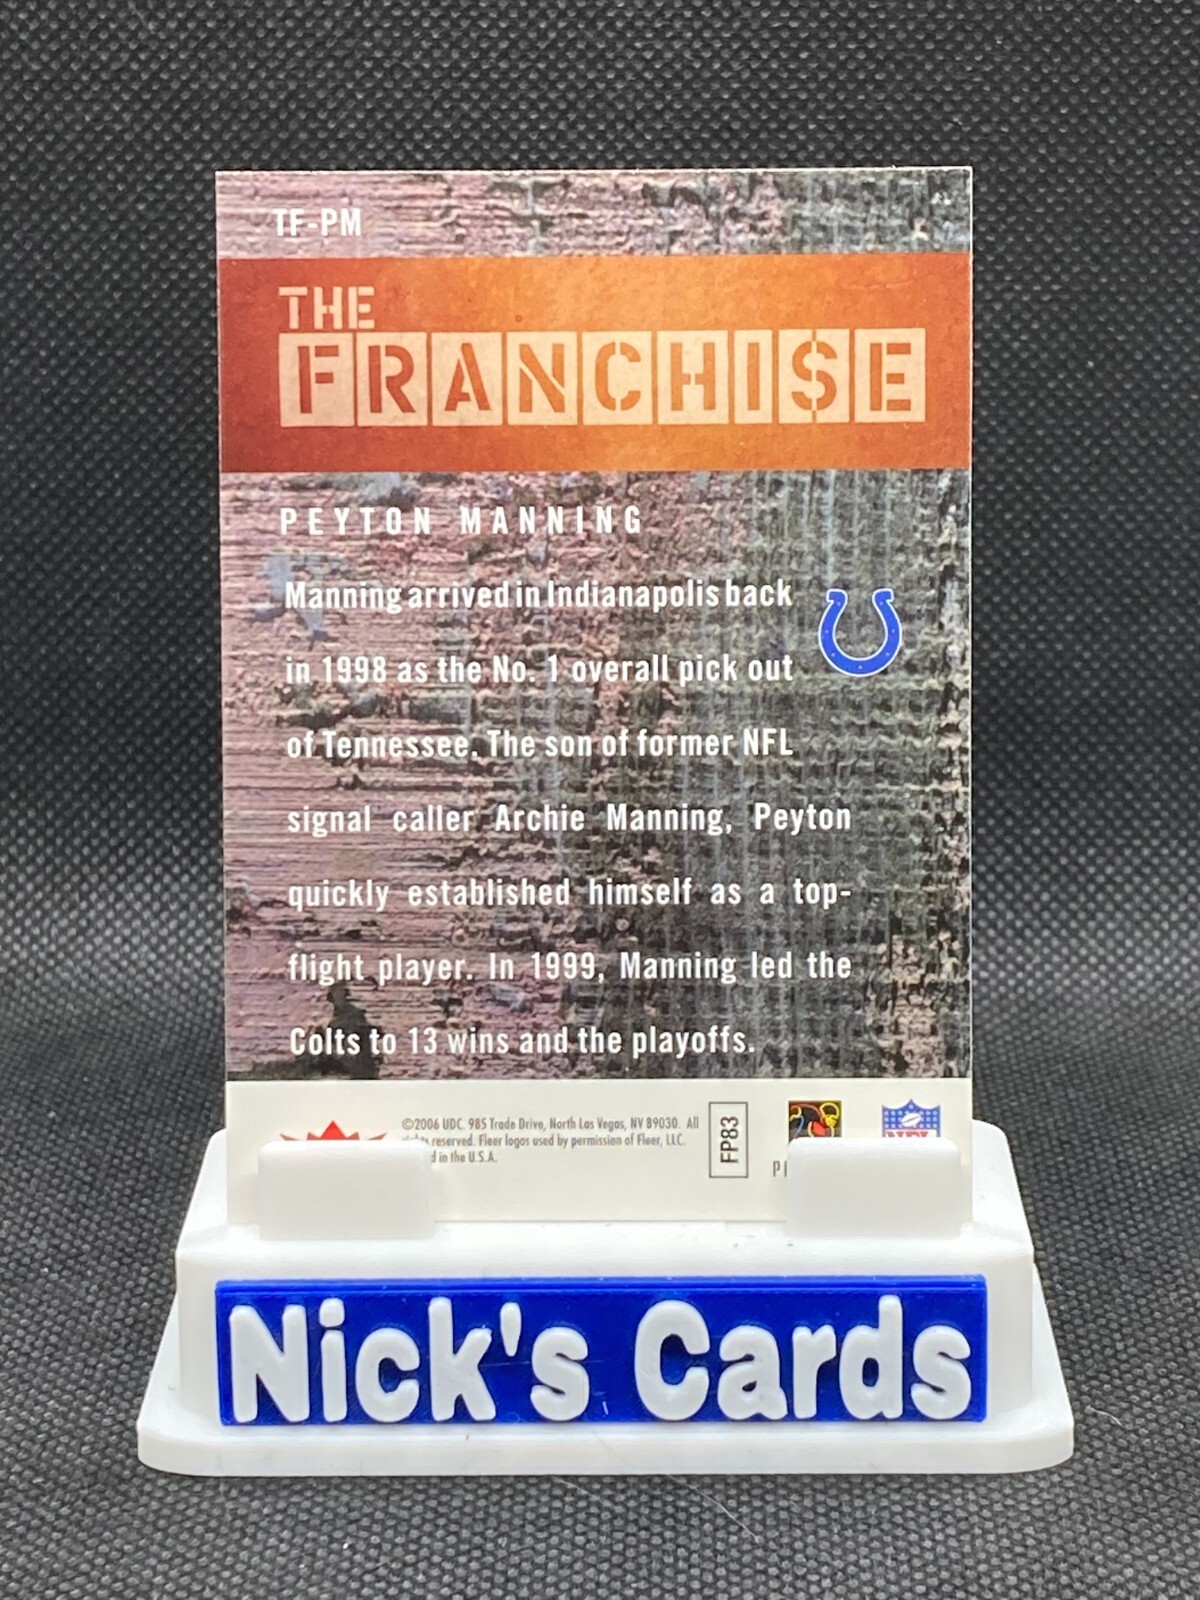 TF-PM
THE
FRANCHISE
PEYTON MANNING
Manning arrived in Indianapolis back
in 1998 as the No. 1 overall pick out
of Tennessee. The son of former NFL
signal caller Archie Manning, Peyton
quickly established himself as a top-
flight player. In 1999, Manning led the
Colts to 13 wins and the playoffs.
©2006 UDC. 985 Trade Drive, North Las Vegas, NV 89030. All
reserved. Fleer logos used by permission of Fleer, LLC.
in the U.S.A.
FP83
NFL
Nick's Cards